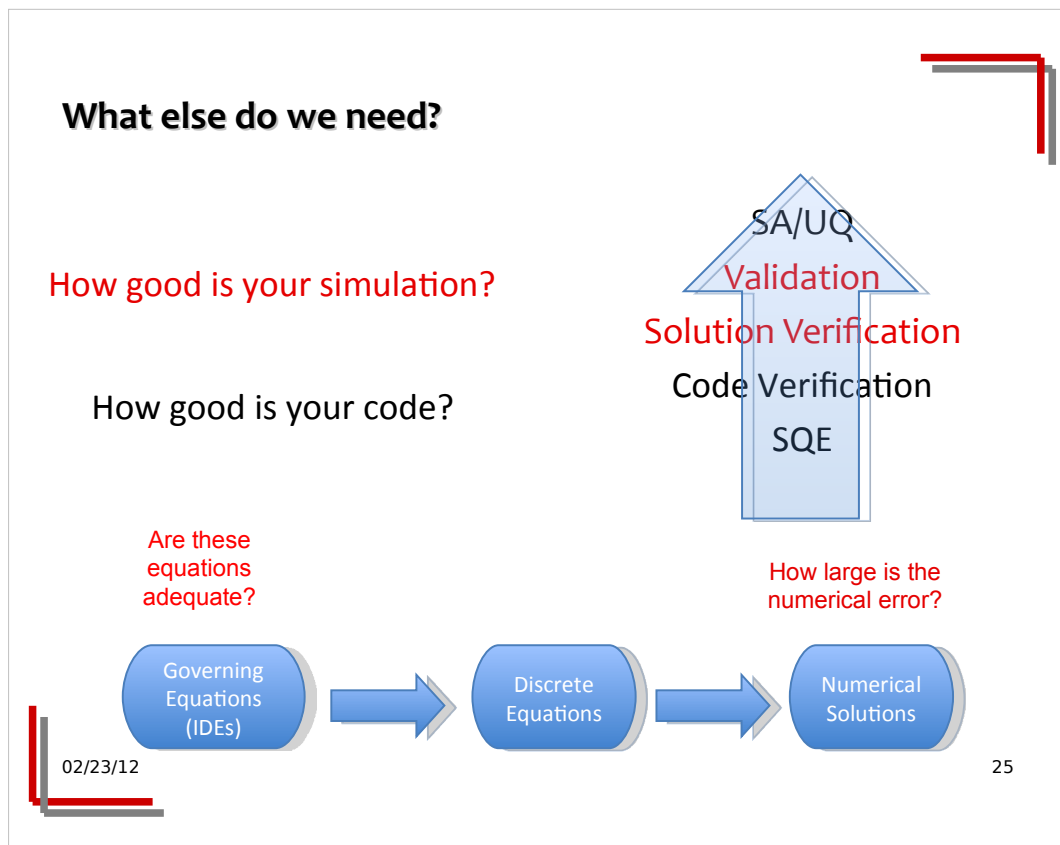 What else do we need?
How good is your simulation?
How good is your code?
SA/UQ
Validation
Solution Verification
Code Verification
SQE
Are these
equations
adequate?
How large is the
numerical error?
Governing
Equations
(IDEs)
Discrete
Equations
Numerical
Solutions
02/23/12
25